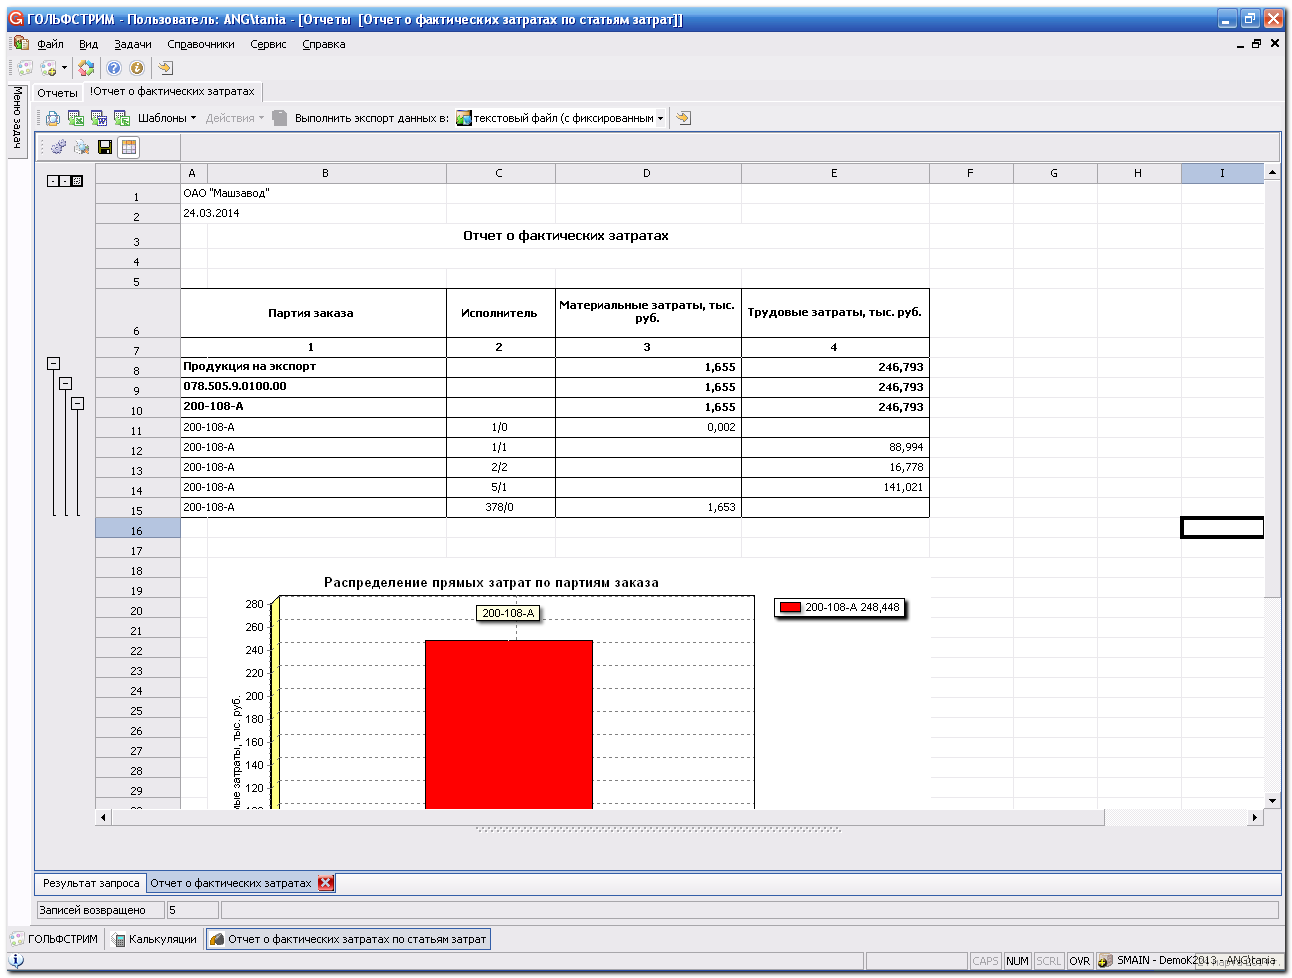 ГОЛЬФСТРИМ - Пользователь: ANG\tania - [Отчеты [Отчет о фактических затратах по статьям затрат]]
Файл Вид Задачи Справочники Сервис Справка
Меню задач
Отчеты !Отчет о фактических затратах
Шаблоны Действия Выполнить экспорт данных в: текстовый файл (с фиксированным
A B C D E F G H I
1 ОАО "Машзавод"
2 24.03.2014
3 Отчет о фактических затратах
4
5
6 Партия заказа Исполнитель Материальные затраты, тыс. руб. Трудовые затраты, тыс. руб.
7 1 2 3 4
8 Продукция на экспорт 1,655 246,793
9 078.505.9.0100.00 1,655 246,793
10 200-108-А 1,655 246,793
11 200-108-А 1/0 0,002
12 200-108-А 1/1 88,994
13 200-108-А 2/2 16,778
14 200-108-А 5/1 141,021
15 200-108-А 378/0 1,653
16
17
18
19
20
21
22
23
24
25
26
27
28
29
Распределение прямых затрат по партиям заказа
280
260
240
220
200
180
160
140
120
затраты, тыс. руб.
200-108-А
200-108-А 248,448
Результат запроса Отчет о фактических затратах
Записей возвращено 5
ГОЛЬФСТРИМ Калькуляции Отчет о фактических затратах по статьям затрат
CAPS NUM SCRL OVR SMAIN - DemoK2013 - ANG\tania